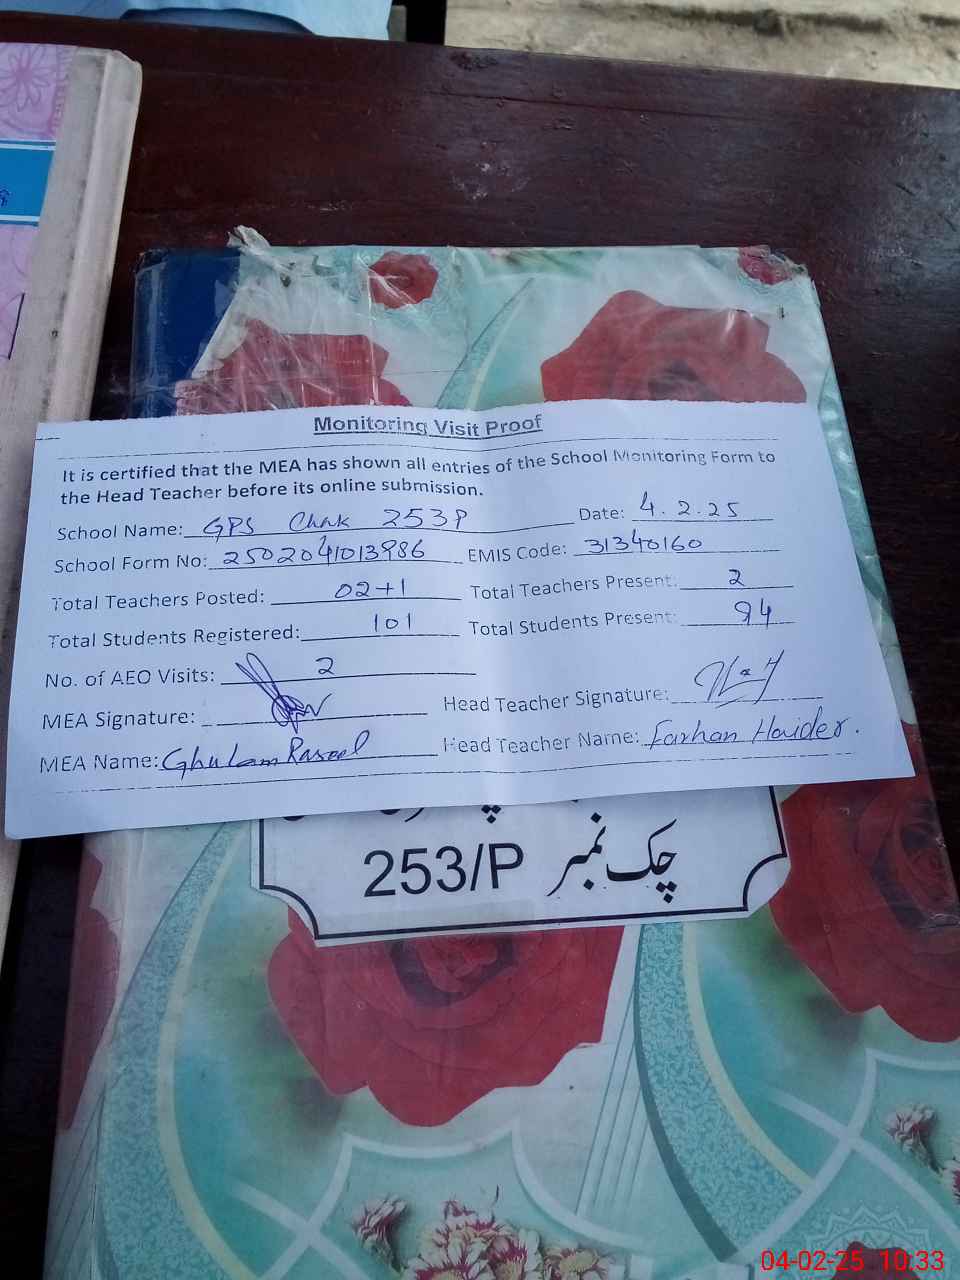 Monitoring Visit Proof
It is certified that the MEA has shown all entries of the School Monitoring Form to
the Head Teacher before its online submission.
School Name: GPS Chak 253P Date: 4.2.25
School Form No: 2502041013986 EMIS Code: 31340160
Total Teachers Posted: 02+1 Total Teachers Present: 2
Total Students Registered: 101 Total Students Present: 94
No. of AEO Visits: 2
MEA Signature: Head Teacher Signature:
MEA Name: Ghulam Rasool Head Teacher Name: Farhan Haider.
چک نمبر 253/P
04-02-25 10:33